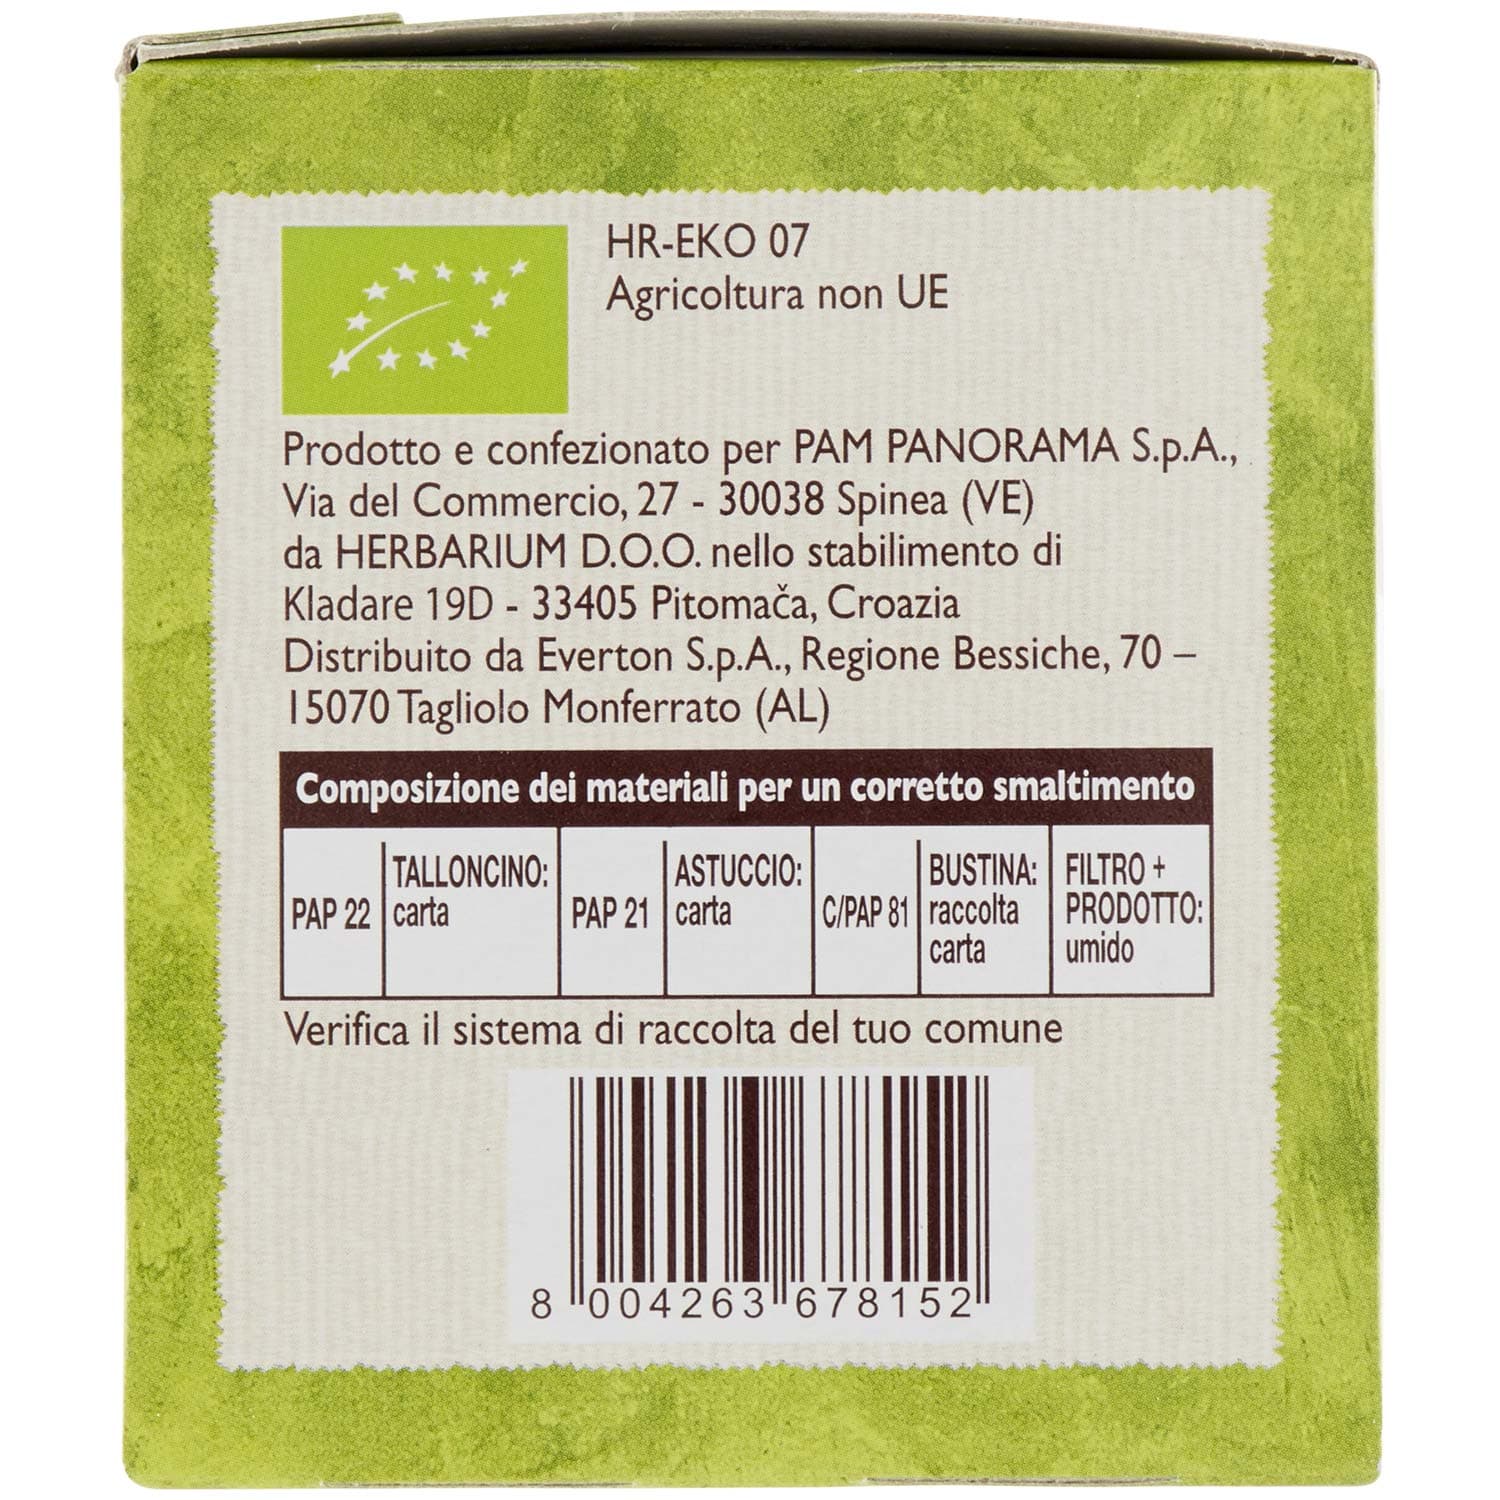 HR-EKO 07
Agricoltura non UE
Prodotto e confezionato per PAM PANORAMA S.p.A.,
Via del Commercio, 27 - 30038 Spinea (VE)
da HERBARIUM D.O.O. nello stabilimento di
Kladare 19D - 33405 Pitomača, Croazia
Distribuito da Everton S.p.A., Regione Bessiche, 70 –
15070 Tagliolo Monferrato (AL)
Composizione dei materiali per un corretto smaltimento
PAP 22
TALLONCINO:
carta
PAP 21
ASTUCCIO:
carta
C/PAP 81
BUSTINA:
raccolta
carta
FILTRO +
PRODOTTO:
umido
Verifica il sistema di raccolta del tuo comune
8 004263 678152